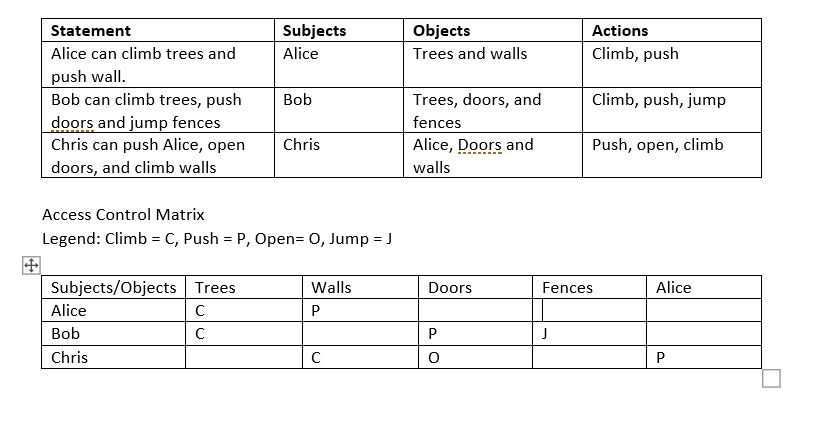 Statement Subjects Objects Actions
Alice can climb trees and Alice Trees and walls Climb, push
push wall.
Bob can climb trees, push Bob Trees, doors, and Climb, push, jump
doors and jump fences fences
Chris can push Alice, open Chris Alice, Doors and Push, open, climb
doors, and climb walls walls
Access Control Matrix
Legend: Climb = C, Push = P, Open= O, Jump = J
Subjects/Objects Trees Walls Doors Fences Alice
Alice C P
Bob C P J
Chris C O P